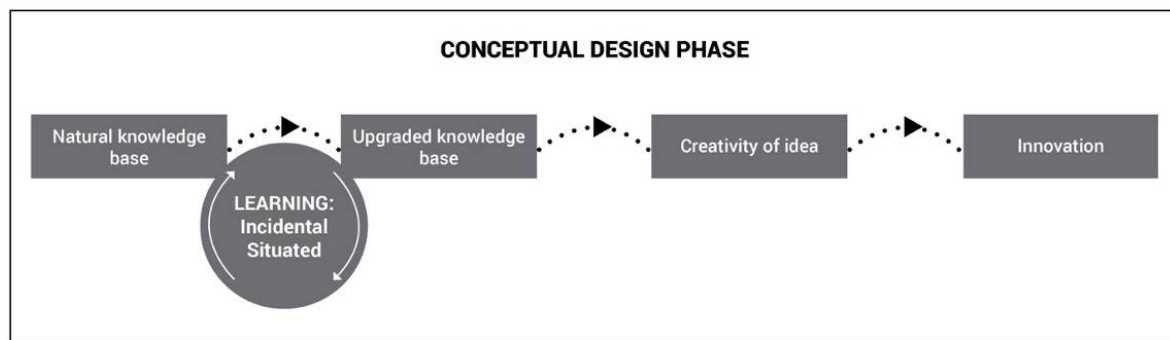 CONCEPTUAL DESIGN PHASE
Natural knowledge
base
Upgraded knowledge
base
Creativity of idea
Innovation
LEARNING:
Incidental
Situated